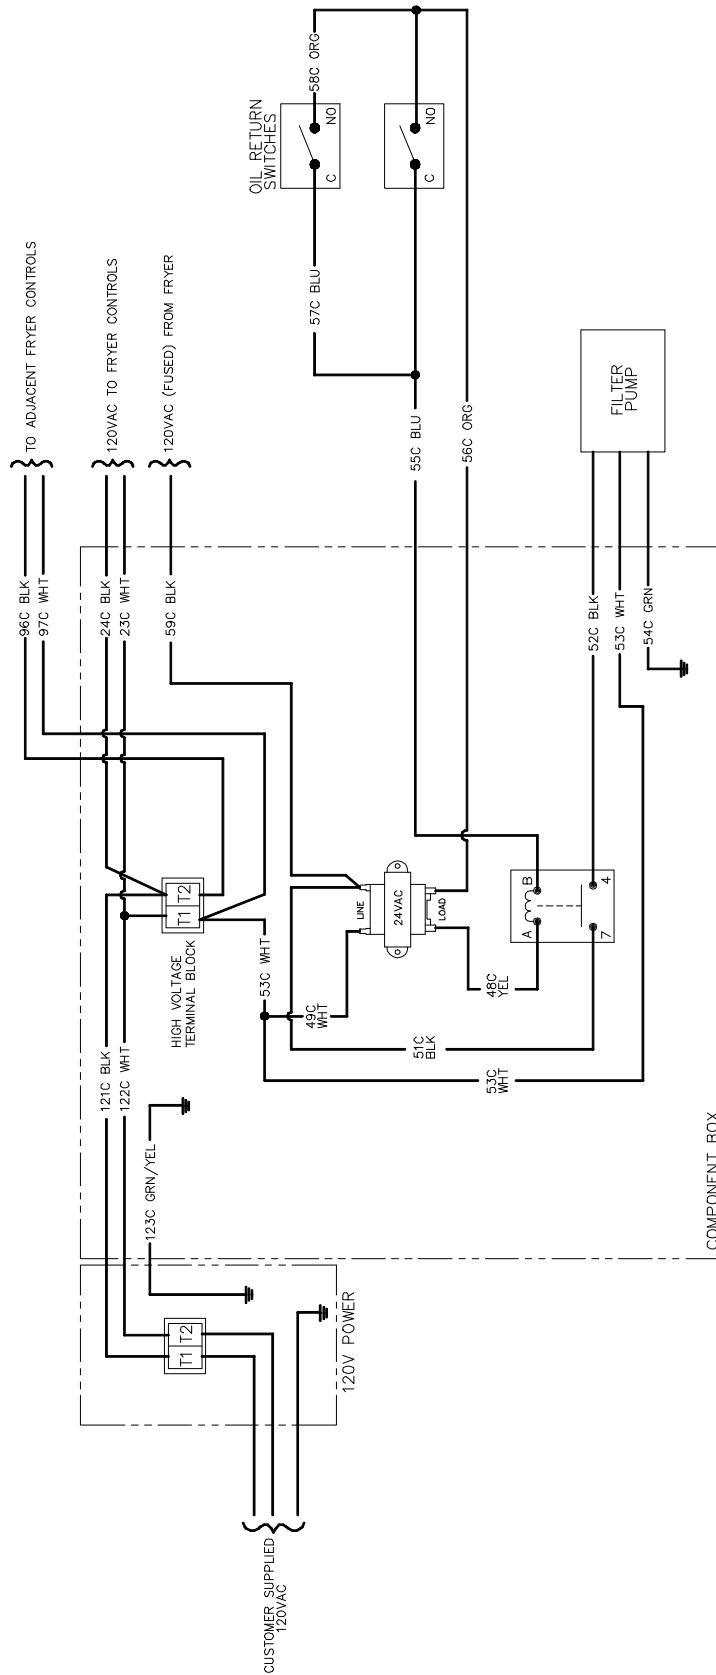 OIL RETURN
SWITCHES
58C ORG
NO
C
NO
C
57C BLU
TO ADJACENT FRYER CONTROLS
120VAC TO FRYER CONTROLS
120VAC (FUSED) FROM FRYER
FILTER
PUMP
55C BLU
56C ORG
96C BLK
97C WHT
24C BLK
23C WHT
59C BLK
52C BLK
53C WHT
54C GRN
T1 T2
HIGH VOLTAGE
TERMINAL BLOCK
LINE
24VAC
LOAD
A B
7 4
53C WHT
49C
WHT
48C
YEL
51C
BLK
53C
WHT
121C BLK
122C WHT
123C GRN/YEL
COMPONENT BOX
T1 T2
120V POWER
CUSTOMER SUPPLIED
120VAC